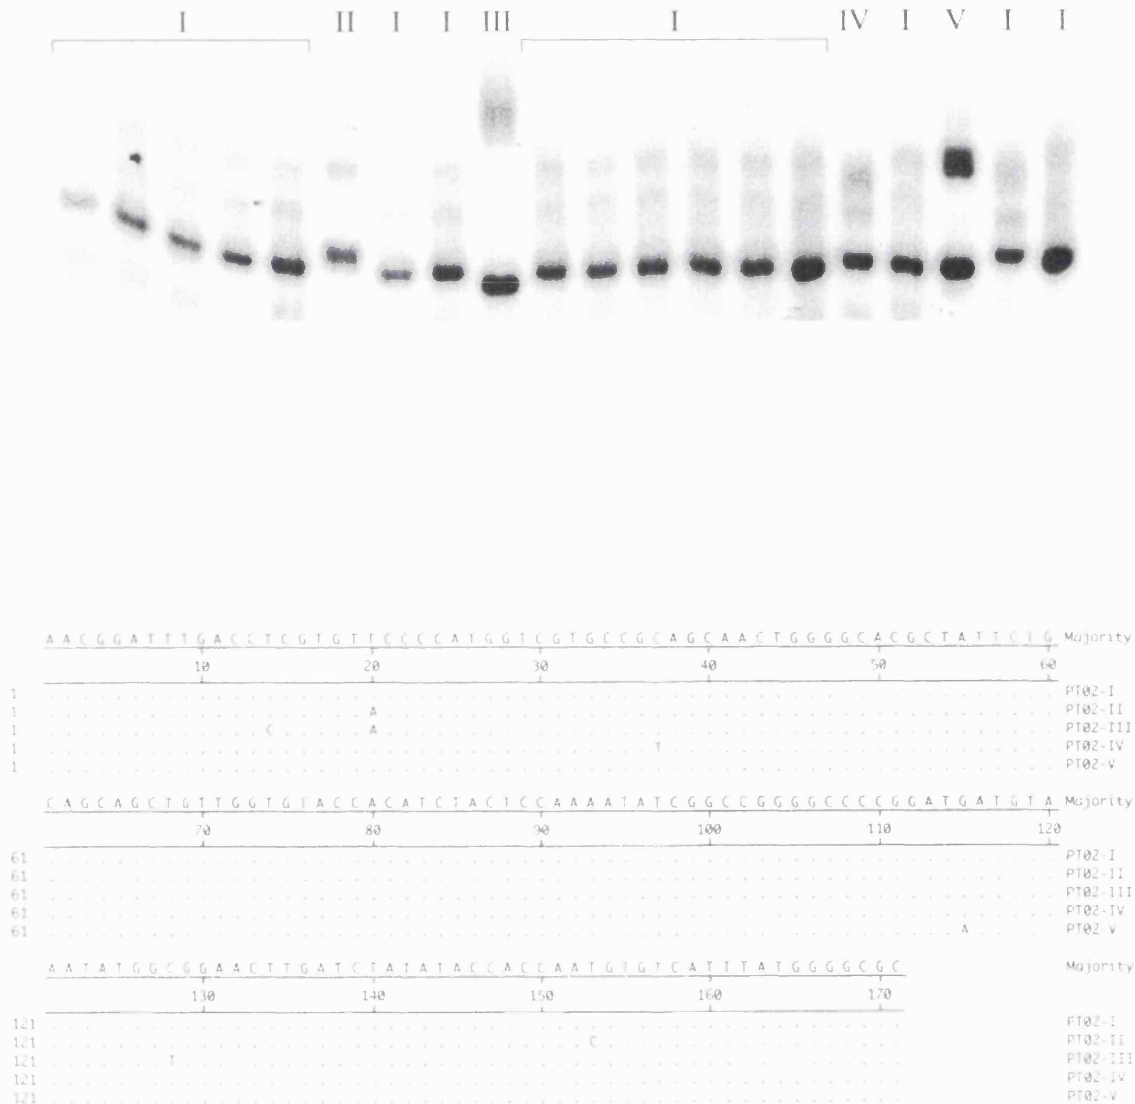 I II I I III I IV I V I I
A A C G G A T T T G A C C T C G T G T T C C C C A T G G T C G T G C C G C A G C A A C T G G G G C A C G C T A T T C T G Majority
10 20 30 40 50 60
1 PT02-I
1 A PT02-II
1 C A PT02-III
1 T PT02-IV
1 PT02-V
C A G C A G C T G T T G G T G T A C C A C A T C T A C T C C A A A A T A T C G G C C G G G G C C C C G G A T G A T G T A Majority
70 80 90 100 110 120
61 PT02-I
61 PT02-II
61 PT02-III
61 PT02-IV
61 A PT02-V
A A T A T G G C G G A A C T T G A T C T A T A T A C C A C C A A T G T G T C A T T T A T G G G G C G C Majority
130 140 150 160 170
121 PT02-I
121 C PT02-II
121 T PT02-III
121 PT02-IV
121 PT02-V